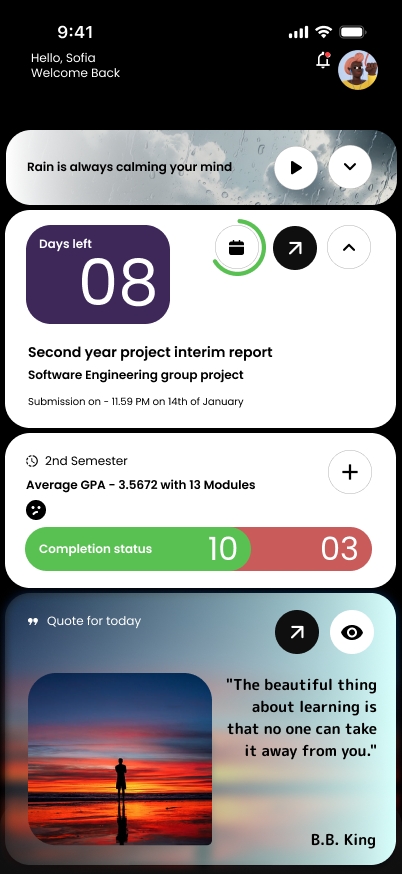 9:41
Hello, Sofia
Welcome Back
Rain is always calming your mind
Days left
08
Second year project interim report
Software Engineering group project
Submission on - 11.59 PM on 14th of January
2nd Semester
Average GPA - 3.5672 with 13 Modules
Completion status 10 03
Quote for today
"The beautiful thing
about learning is
that no one can take
it away from you."
B.B. King